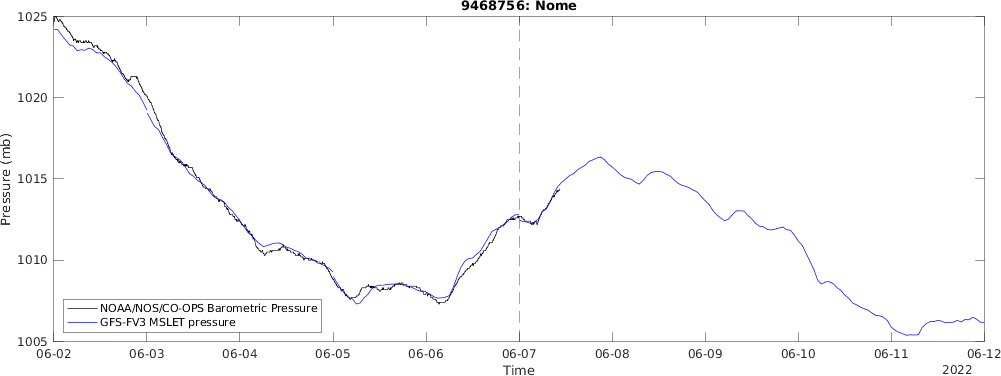 9468756: Nome
Pressure (mb)
1025
1020
1015
1010
1005
NOAA/NOS/CO-OPS Barometric Pressure
GFS-FV3 MSLET pressure
06-02 06-03 06-04 06-05 06-06 06-07 06-08 06-09 06-10 06-11 06-12
Time
2022